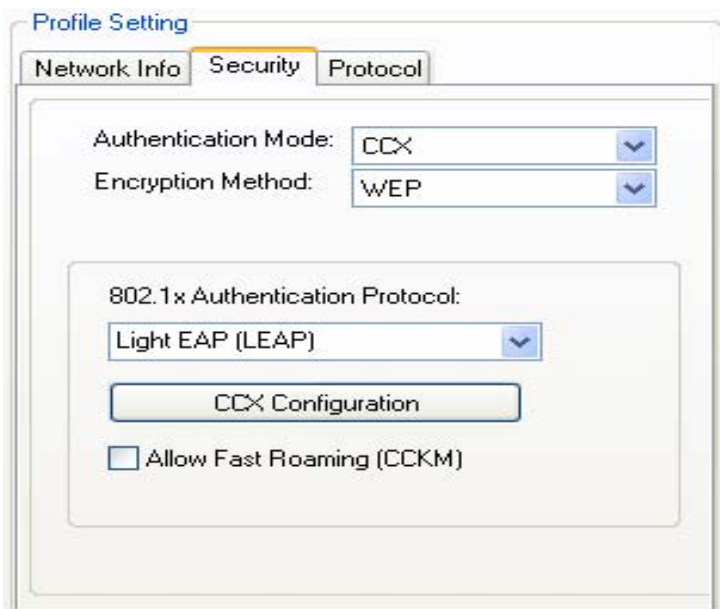 Profile Setting
Network Info Security Protocol
Authentication Mode: CCX
Encryption Method: WEP
802.1x Authentication Protocol:
Light EAP (LEAP)
CCX Configuration
Allow Fast Roaming (CCKM)